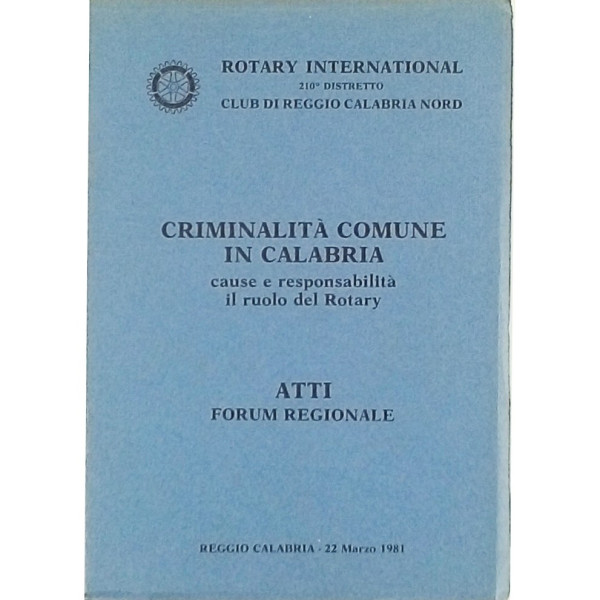 ROTARY INTERNATIONAL
210° DISTRETTO
CLUB DI REGGIO CALABRIA NORD
CRIMINALITÀ COMUNE
IN CALABRIA
cause e responsabilità
il ruolo del Rotary
ATTI
FORUM REGIONALE
REGGIO CALABRIA - 22 Marzo 1981